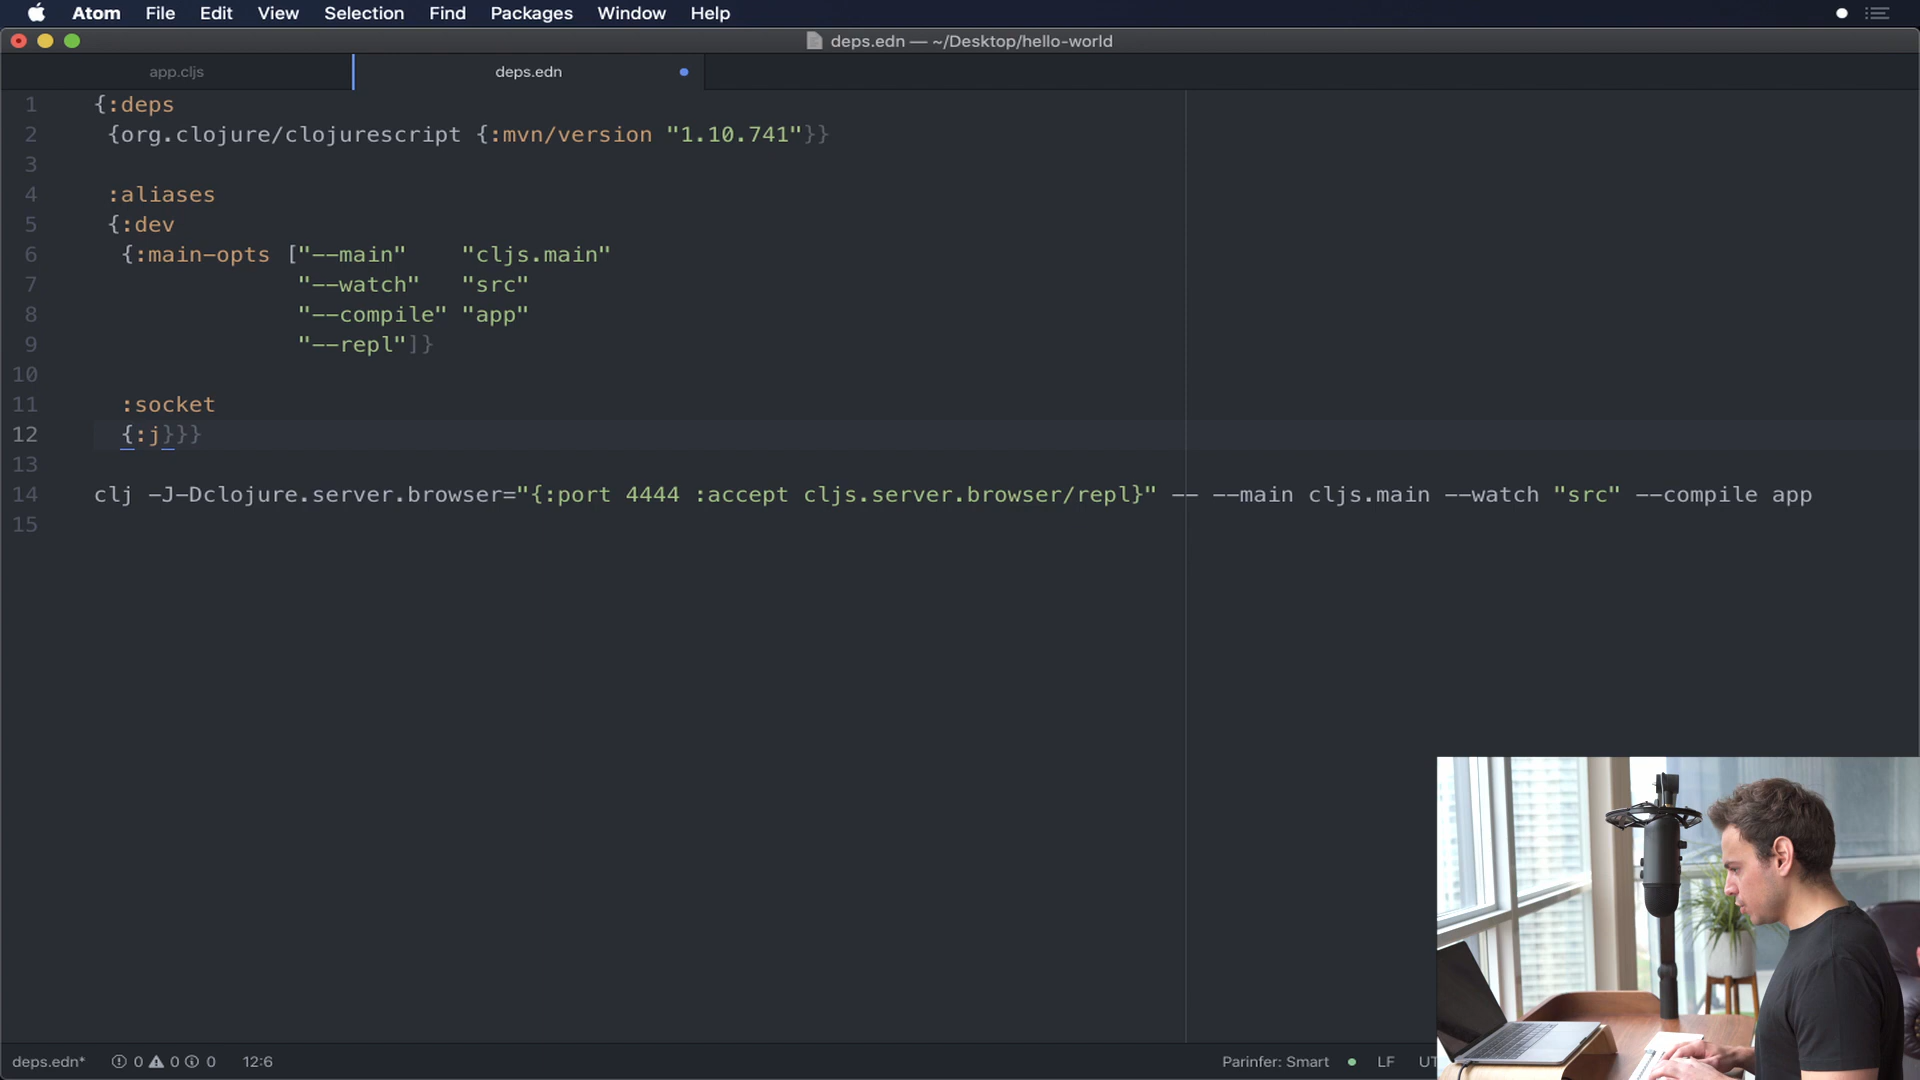 Atom File Edit View Selection Find Packages Window Help
deps.edn — ~/Desktop/hello-world
app.cljs deps.edn
1 {:deps
2 {org.clojure/clojurescript {:mvn/version "1.10.741"}}
3
4 :aliases
5 {:dev
6 {:main-opts ["--main" "cljs.main"
7 "--watch" "src"
8 "--compile" "app"
9 "--repl"]}
10
11 :socket
12 {:j}}}
13
14 clj -J-Dclojure.server.browser="{:port 4444 :accept cljs.server.browser/repl}" -- --main cljs.main --watch "src" --compile app
15
deps.edn* 0 0 0 12:6 Parinfer: Smart LF UT